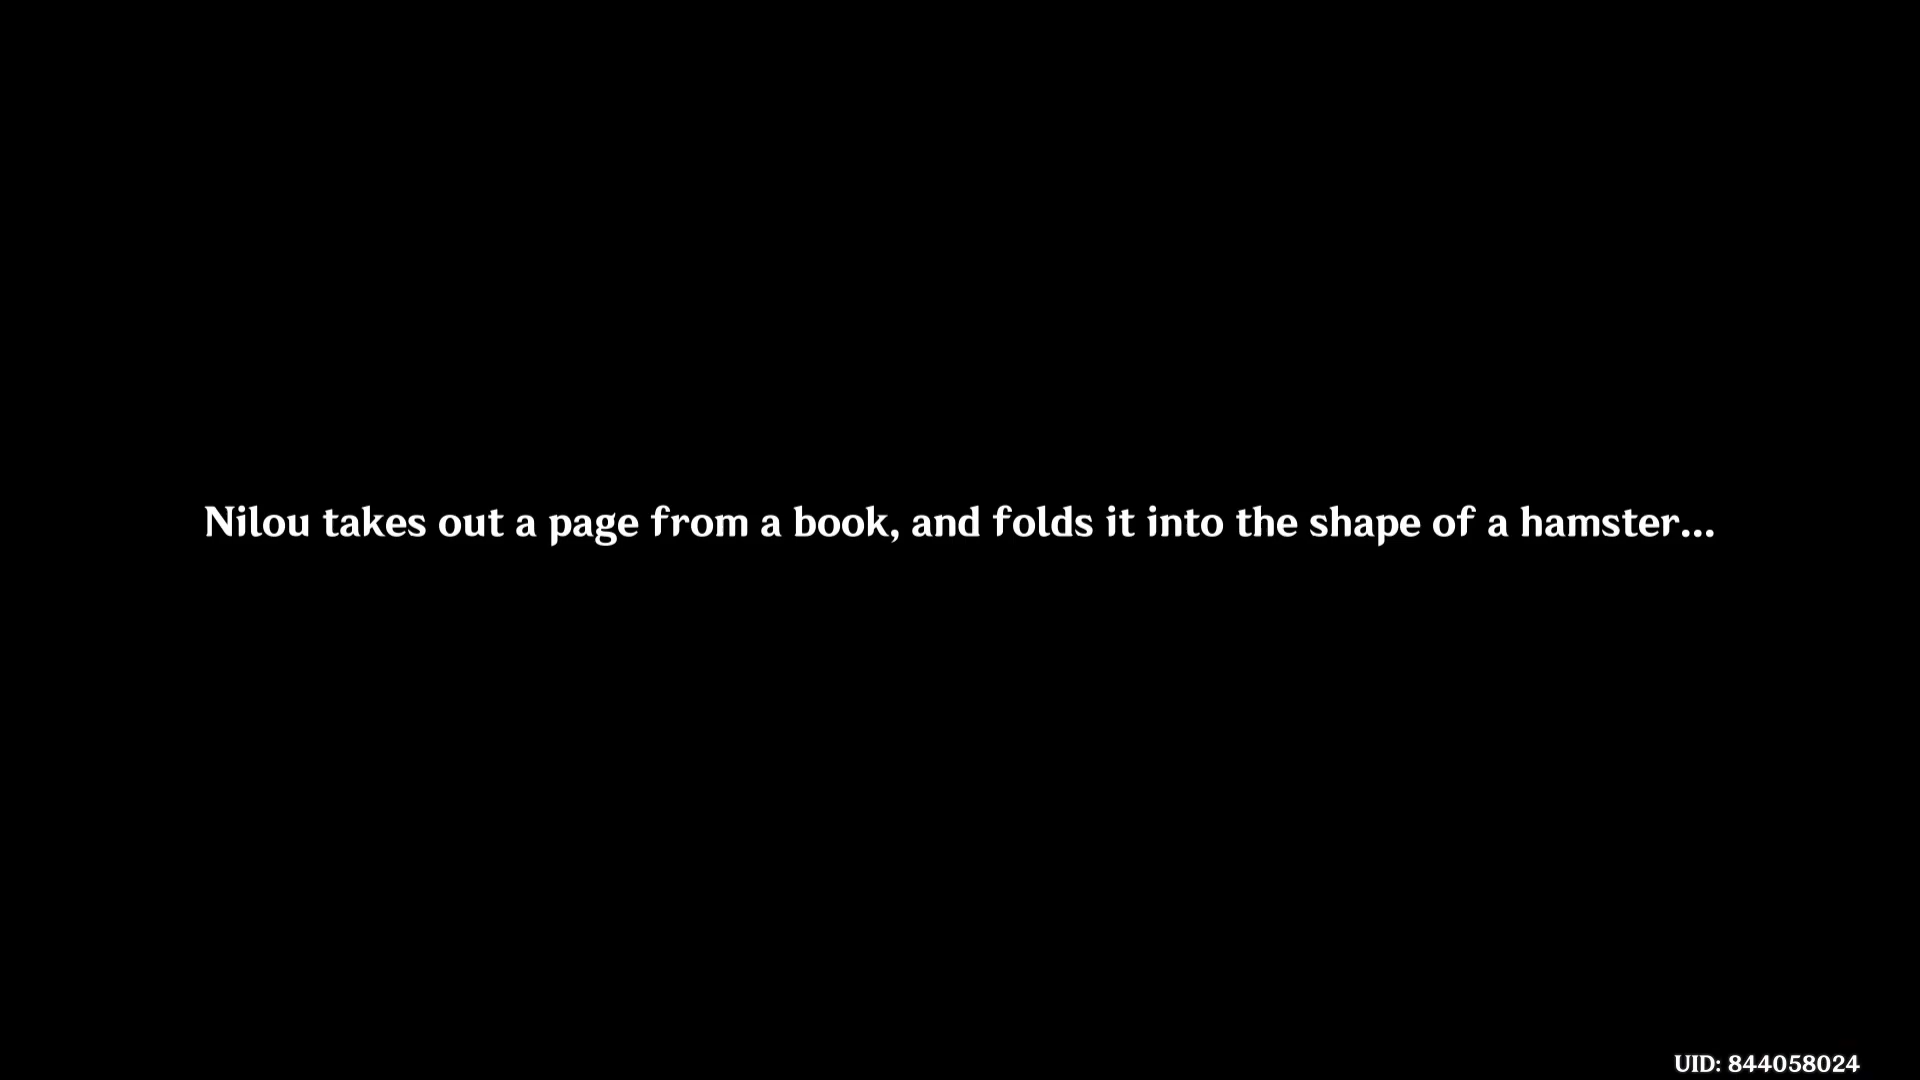 Nilou takes out a page from a book, and folds it into the shape of a hamster...
UID: 844058024